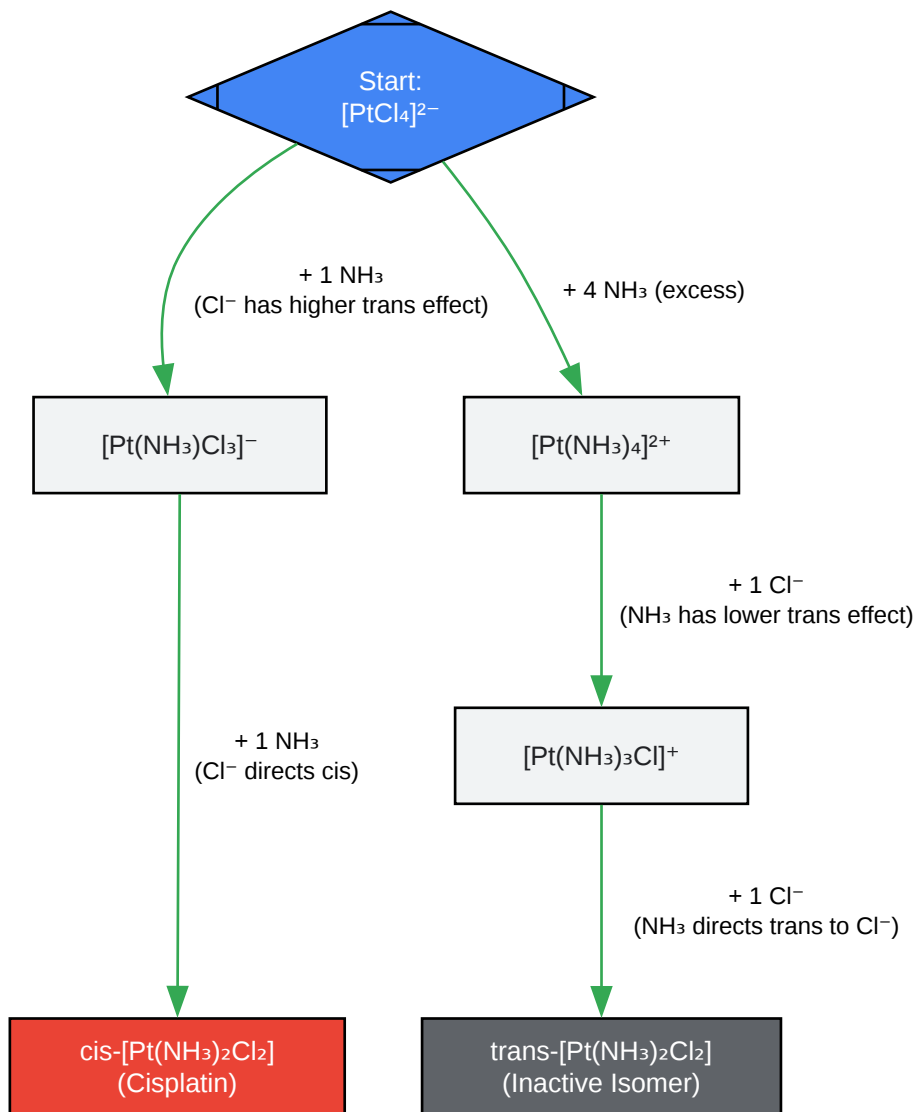 Start:
[PtCl₄]²⁻
+ 1 NH₃
(Cl⁻ has higher trans effect)
+ 4 NH₃ (excess)
[Pt(NH₃)Cl₃]⁻
[Pt(NH₃)₄]²⁺
+ 1 Cl⁻
(NH₃ has lower trans effect)
+ 1 NH₃
(Cl⁻ directs cis)
[Pt(NH₃)₃Cl]⁺
+ 1 Cl⁻
(NH₃ directs trans to Cl⁻)
cis-[Pt(NH₃)₂Cl₂]
(Cisplatin)
trans-[Pt(NH₃)₂Cl₂]
(Inactive Isomer)